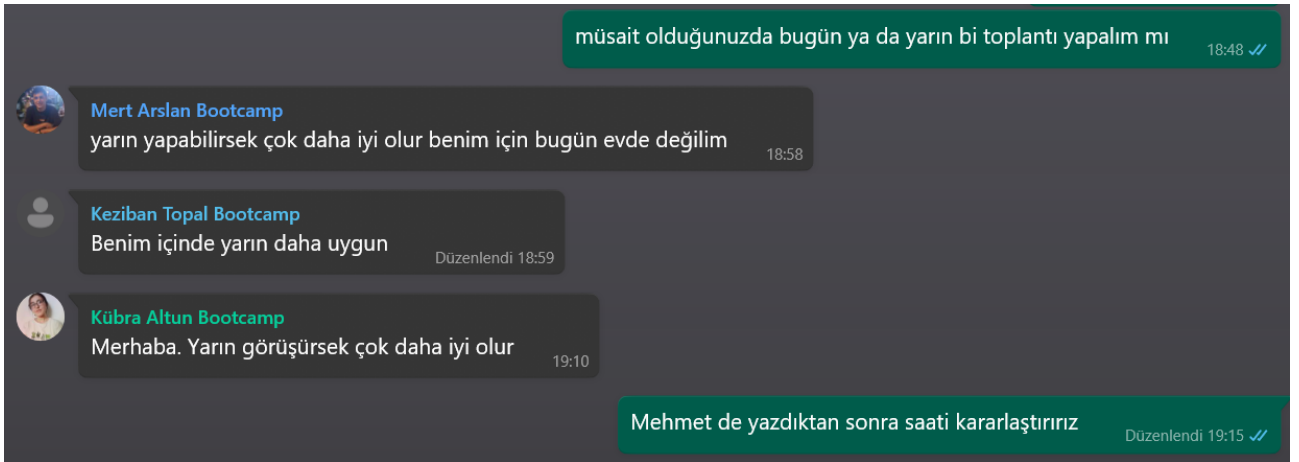 müsait olduğunuzda bugün ya da yarın bi toplantı yapalım mı
18:48
Mert Arslan Bootcamp
yarın yapabilirsek çok daha iyi olur benim için bugün evde değilim
18:58
Keziban Topal Bootcamp
Benim içinde yarın daha uygun
Düzenlendi 18:59
Kübra Altun Bootcamp
Merhaba. Yarın görüşürsek çok daha iyi olur
19:10
Mehmet de yazdıktan sonra saati kararlaştırırız
Düzenlendi 19:15